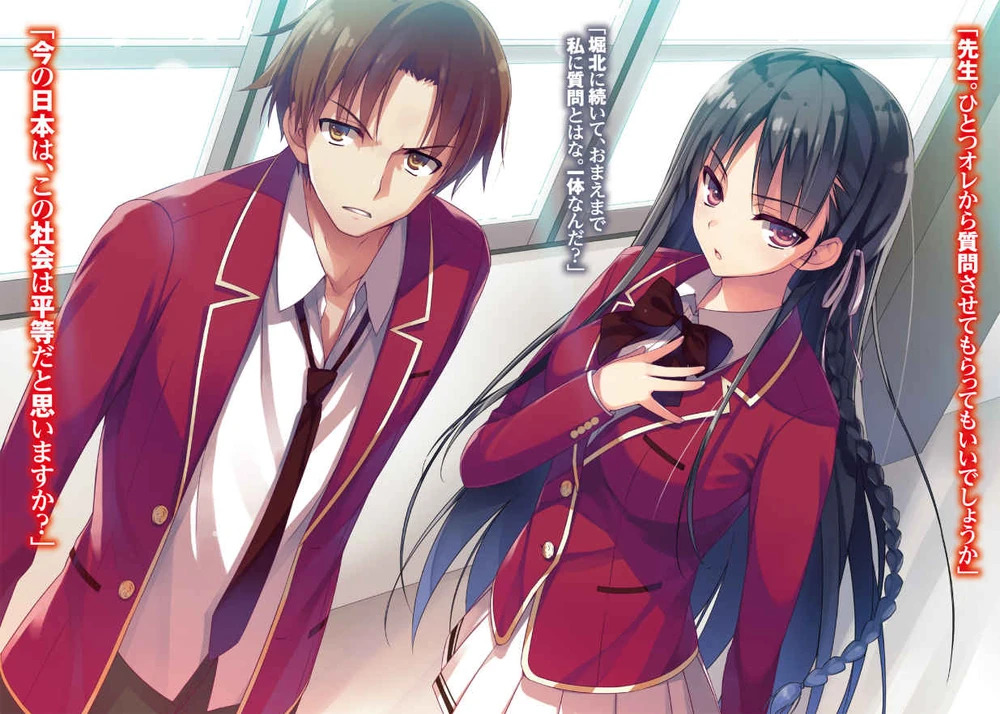 「先生。ひとつオレから質問させてもらってもいいでしょうか」
「堀北に続いて、おまえまで
私に質問とはな。一体なんだ?」
「今の日本は、この社会は平等だと思いますか?」